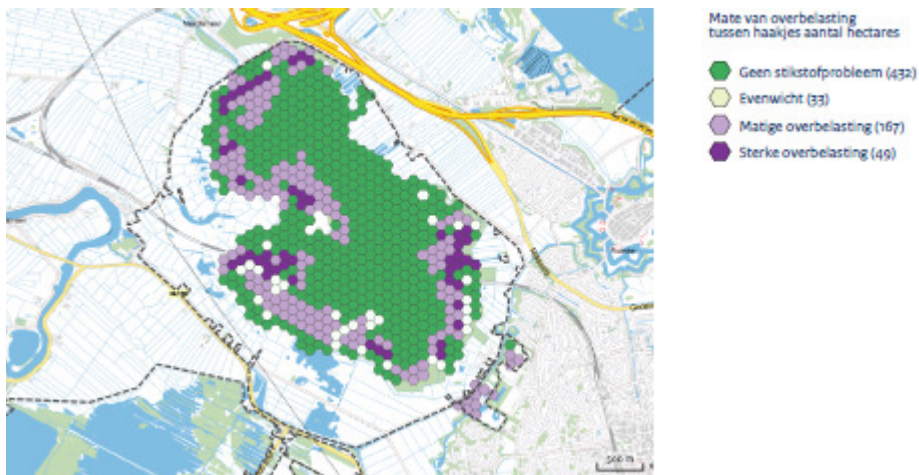 Mate van overbelasting
tussen haakjes aantal hectares
Geen stikstofprobleem (432)
Evenwicht (33)
Matige overbelasting (167)
Sterke overbelasting (49)
500 m